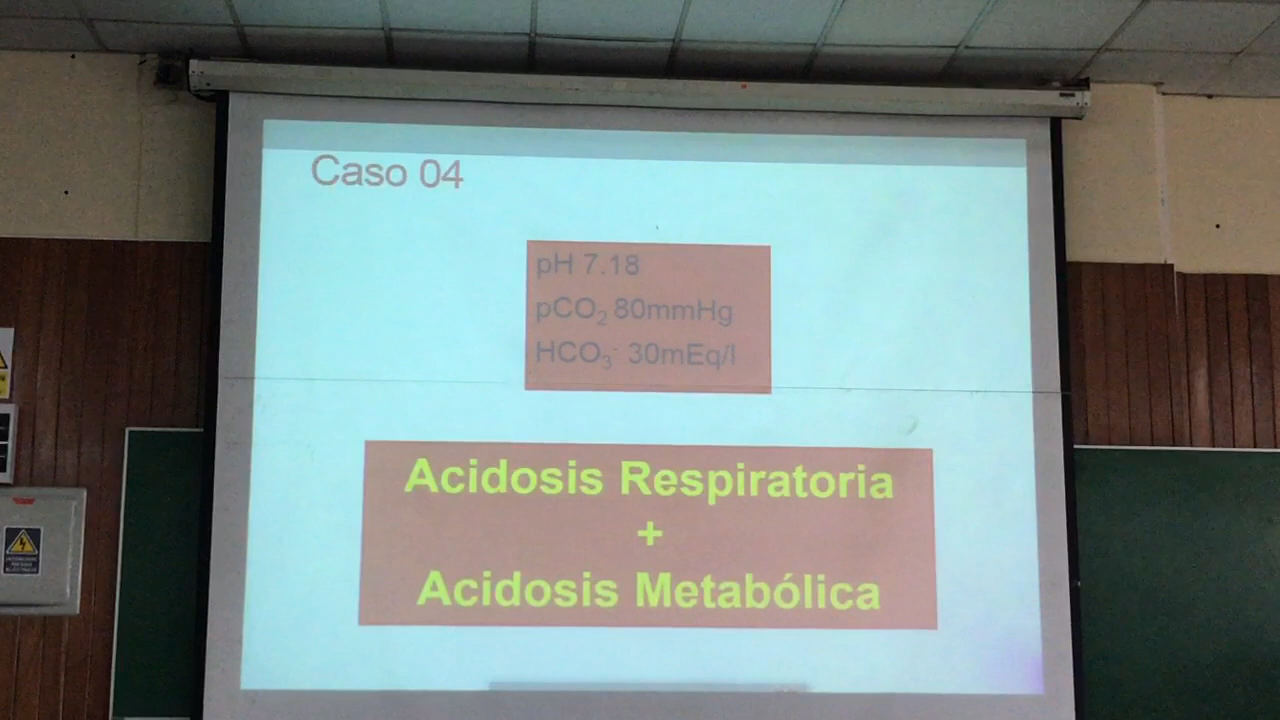 Caso 04
pH 7.18
pCO₂ 80mmHg
HCO₃⁻ 30mEq/l
Acidosis Respiratoria
+
Acidosis Metabólica